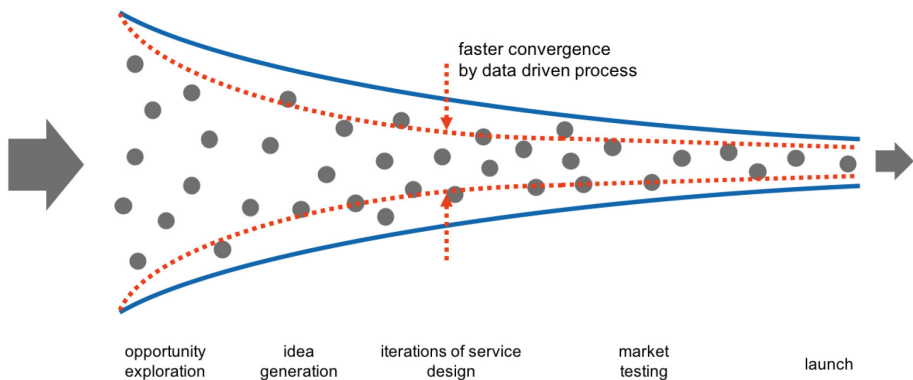 faster convergence
by data driven process
opportunity
exploration
idea
generation
iterations of service
design
market
testing
launch